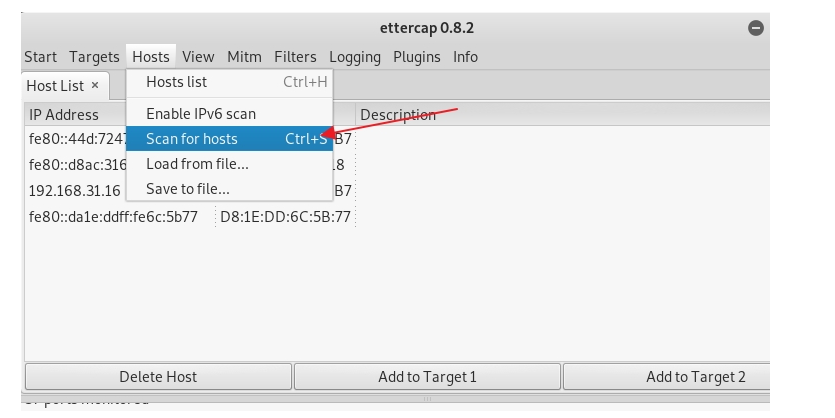 ettercap 0.8.2
Start Targets Hosts View Mitm Filters Logging Plugins Info
Host List ×
Hosts list Ctrl+H
Enable IPv6 scan
Scan for hosts Ctrl+S
Load from file...
Save to file...
IP Address Description
fe80::44d:7247 B7
fe80::d8ac:316 18
192.168.31.16 B7
fe80::da1e:ddff:fe6c:5b77 D8:1E:DD:6C:5B:77
Delete Host Add to Target 1 Add to Target 2